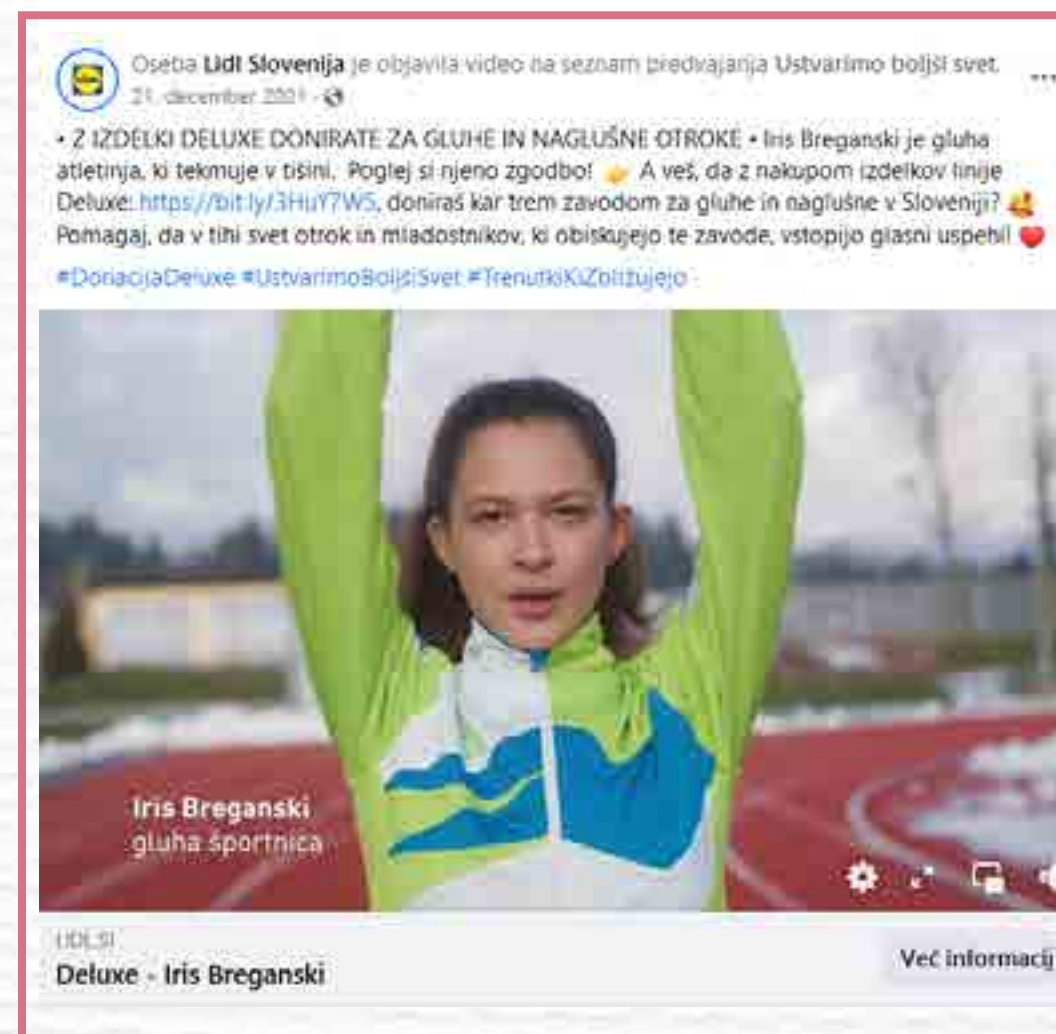 Oseba Lidl Slovenija je objavila video na seznam predvajanja Ustvarimo boljši svet.
21. december 2021
• Z IZDELKI DELUXE DONIRATE ZA GLUHE IN NAGLUŠNE OTROKE • Iris Breganski je gluha
atletinja, ki tekmuje v tišini. Poglej si njeno zgodbo! 👉 A veš, da z nakupom izdelkov linije
Deluxe: https://bit.ly/3HuY7WS, doniraš kar trem zavodom za gluhe in naglušne v Sloveniji? 🥰
Pomagaj, da v tihi svet otrok in mladostnikov, ki obiskujejo te zavode, vstopijo glasni uspehi! ❤️
#DonacijaDeluxe #UstvarimoBoljšiSvet #TrenutkiKiZbližujejo
Iris Breganski
gluha športnica
LIDL.SI
Deluxe - Iris Breganski
Več informacij